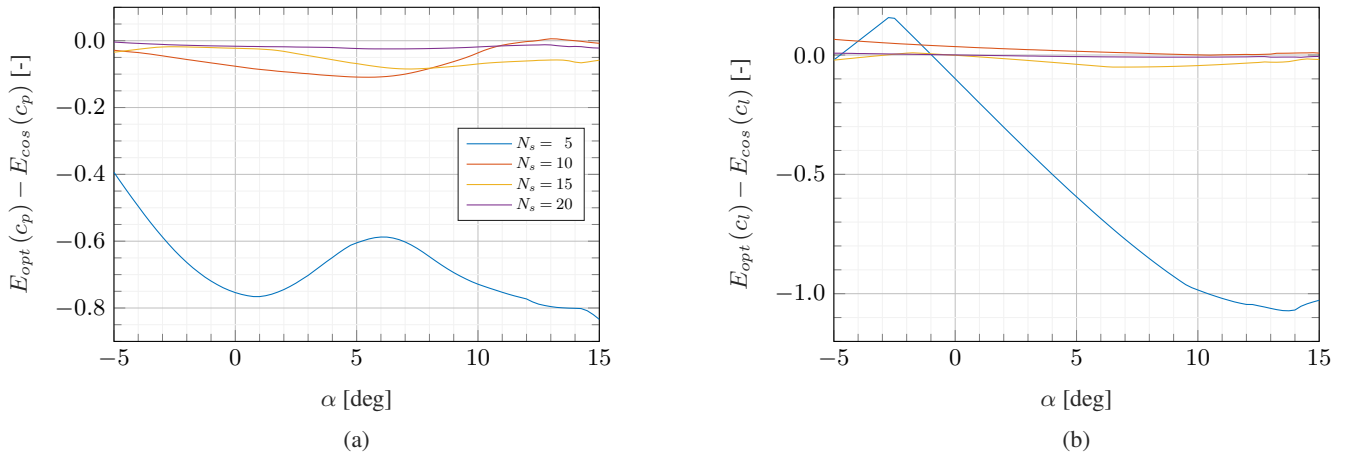 E_opt (c_p) − E_cos (c_p) [-]
0.0
−0.2
−0.4
−0.6
−0.8
N_s = 5
N_s = 10
N_s = 15
N_s = 20
−5 0 5 10 15
α [deg]
(a)
E_opt (c_l) − E_cos (c_l) [-]
0.0
−0.5
−1.0
−5 0 5 10 15
α [deg]
(b)